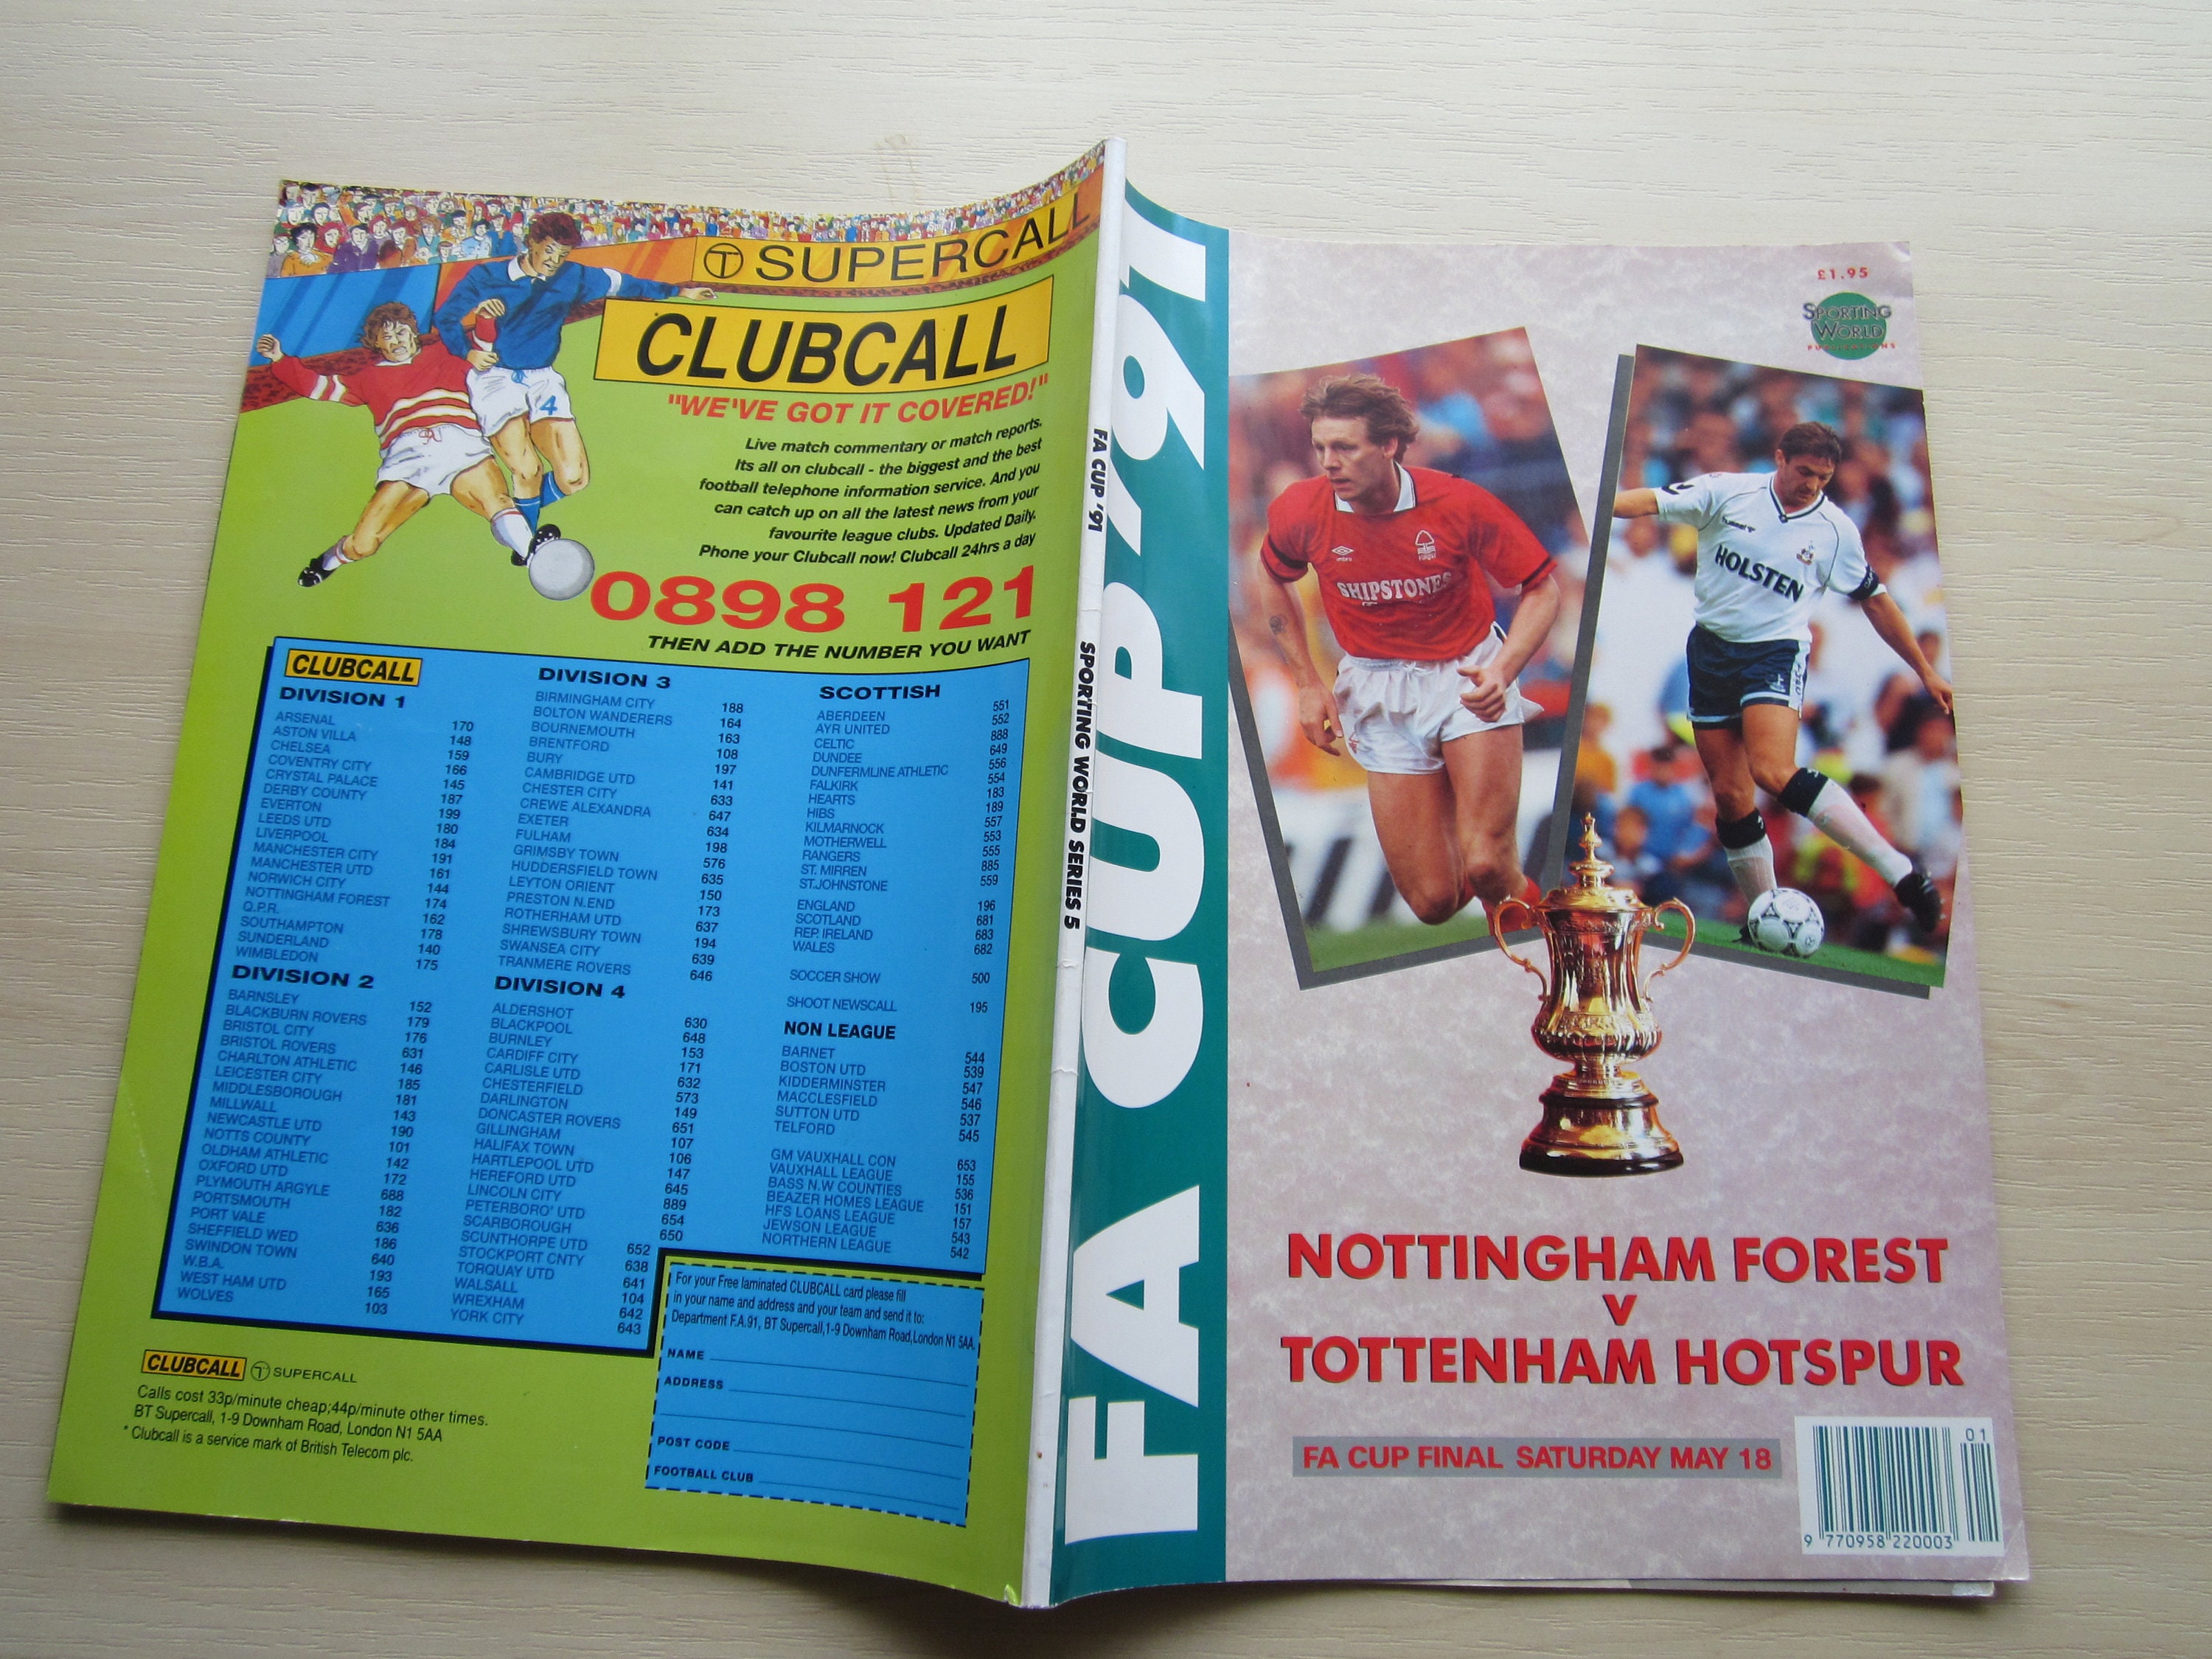 SUPERCALL
CLUBCALL
"WE'VE GOT IT COVERED!"
Live match commentary or match reports.
Its all on clubcall - the biggest and the best
football telephone information service. And you
can catch up on all the latest news from your
favourite league clubs. Updated Daily.
Phone your Clubcall now! Clubcall 24hrs a day
0898 121
THEN ADD THE NUMBER YOU WANT
4
CLUBCALL
DIVISION 1
ARSENAL 170
ASTON VILLA 148
CHELSEA 159
COVENTRY CITY 166
CRYSTAL PALACE 145
DERBY COUNTY 187
EVERTON 199
LEEDS UTD 180
LIVERPOOL 184
MANCHESTER CITY 191
MANCHESTER UTD 161
NORWICH CITY 144
NOTTINGHAM FOREST 174
Q.P.R. 162
SOUTHAMPTON 178
SUNDERLAND 140
WIMBLEDON 175
DIVISION 2
BARNSLEY 152
BLACKBURN ROVERS 179
BRISTOL CITY 176
BRISTOL ROVERS 631
CHARLTON ATHLETIC 146
LEICESTER CITY 185
MIDDLESBOROUGH 181
MILLWALL 143
NEWCASTLE UTD 190
NOTTS COUNTY 101
OLDHAM ATHLETIC 142
OXFORD UTD 172
PLYMOUTH ARGYLE 688
PORTSMOUTH 182
PORT VALE 636
SHEFFIELD WED 186
SWINDON TOWN 640
W.B.A. 193
WEST HAM UTD 165
WOLVES 103
DIVISION 3
BIRMINGHAM CITY 188
BOLTON WANDERERS 164
BOURNEMOUTH 163
BRENTFORD 108
BURY 197
CAMBRIDGE UTD 141
CHESTER CITY 633
CREWE ALEXANDRA 647
EXETER 634
FULHAM 198
GRIMSBY TOWN 576
HUDDERSFIELD TOWN 635
LEYTON ORIENT 150
PRESTON N.END 173
ROTHERHAM UTD 637
SHREWSBURY TOWN 194
SWANSEA CITY 639
TRANMERE ROVERS 646
DIVISION 4
ALDERSHOT 630
BLACKPOOL 648
BURNLEY 153
CARDIFF CITY 171
CARLISLE UTD 632
CHESTERFIELD 573
DARLINGTON 149
DONCASTER ROVERS 651
GILLINGHAM 107
HALIFAX TOWN 106
HARTLEPOOL UTD 147
HEREFORD UTD 645
LINCOLN CITY 889
PETERBORO' UTD 654
SCARBOROUGH 650
SCUNTHORPE UTD 652
STOCKPORT CNTY 638
TORQUAY UTD 641
WALSALL 104
WREXHAM 642
YORK CITY 643
SCOTTISH
ABERDEEN 551
AYR UNITED 552
CELTIC 888
DUNDEE 649
DUNFERMLINE ATHLETIC 556
FALKIRK 554
HEARTS 183
HIBS 189
KILMARNOCK 557
MOTHERWELL 553
RANGERS 555
ST. MIRREN 885
ST.JOHNSTONE 559
ENGLAND 196
SCOTLAND 681
REP IRELAND 683
WALES 682
SOCCER SHOW 500
SHOOT NEWSCALL 195
NON LEAGUE
BARNET 544
BOSTON UTD 539
KIDDERMINSTER 547
MACCLESFIELD 546
SUTTON UTD 537
TELFORD 545
GM VAUXHALL CON 653
VAUXHALL LEAGUE 155
BASS N.W COUNTIES 536
BEAZER HOMES LEAGUE 151
HFS LOANS LEAGUE 157
JEWSON LEAGUE 543
NORTHERN LEAGUE 542
For your Free laminated CLUBCALL card please fill
in your name and address and your team and send it to:
Department F.A.91, BT Supercall,1-9 Downham Road,London N1 5AA.
NAME
ADDRESS
POST CODE
FOOTBALL CLUB
CLUBCALL SUPERCALL
Calls cost 33p/minute cheap;44p/minute other times.
BT Supercall, 1-9 Downham Road, London N1 5AA
* Clubcall is a service mark of British Telecom plc.
FA CUP '91 SPORTING WORLD SERIES 5
FA CUP '91
£1.95
SPORTING
WORLD
PUBLICATIONS
umbro
FOREST
SHIPSTONES
hummel
HOLSTEN
NOTTINGHAM FOREST
V
TOTTENHAM HOTSPUR
FA CUP FINAL SATURDAY MAY 18
01
9 770958 220003